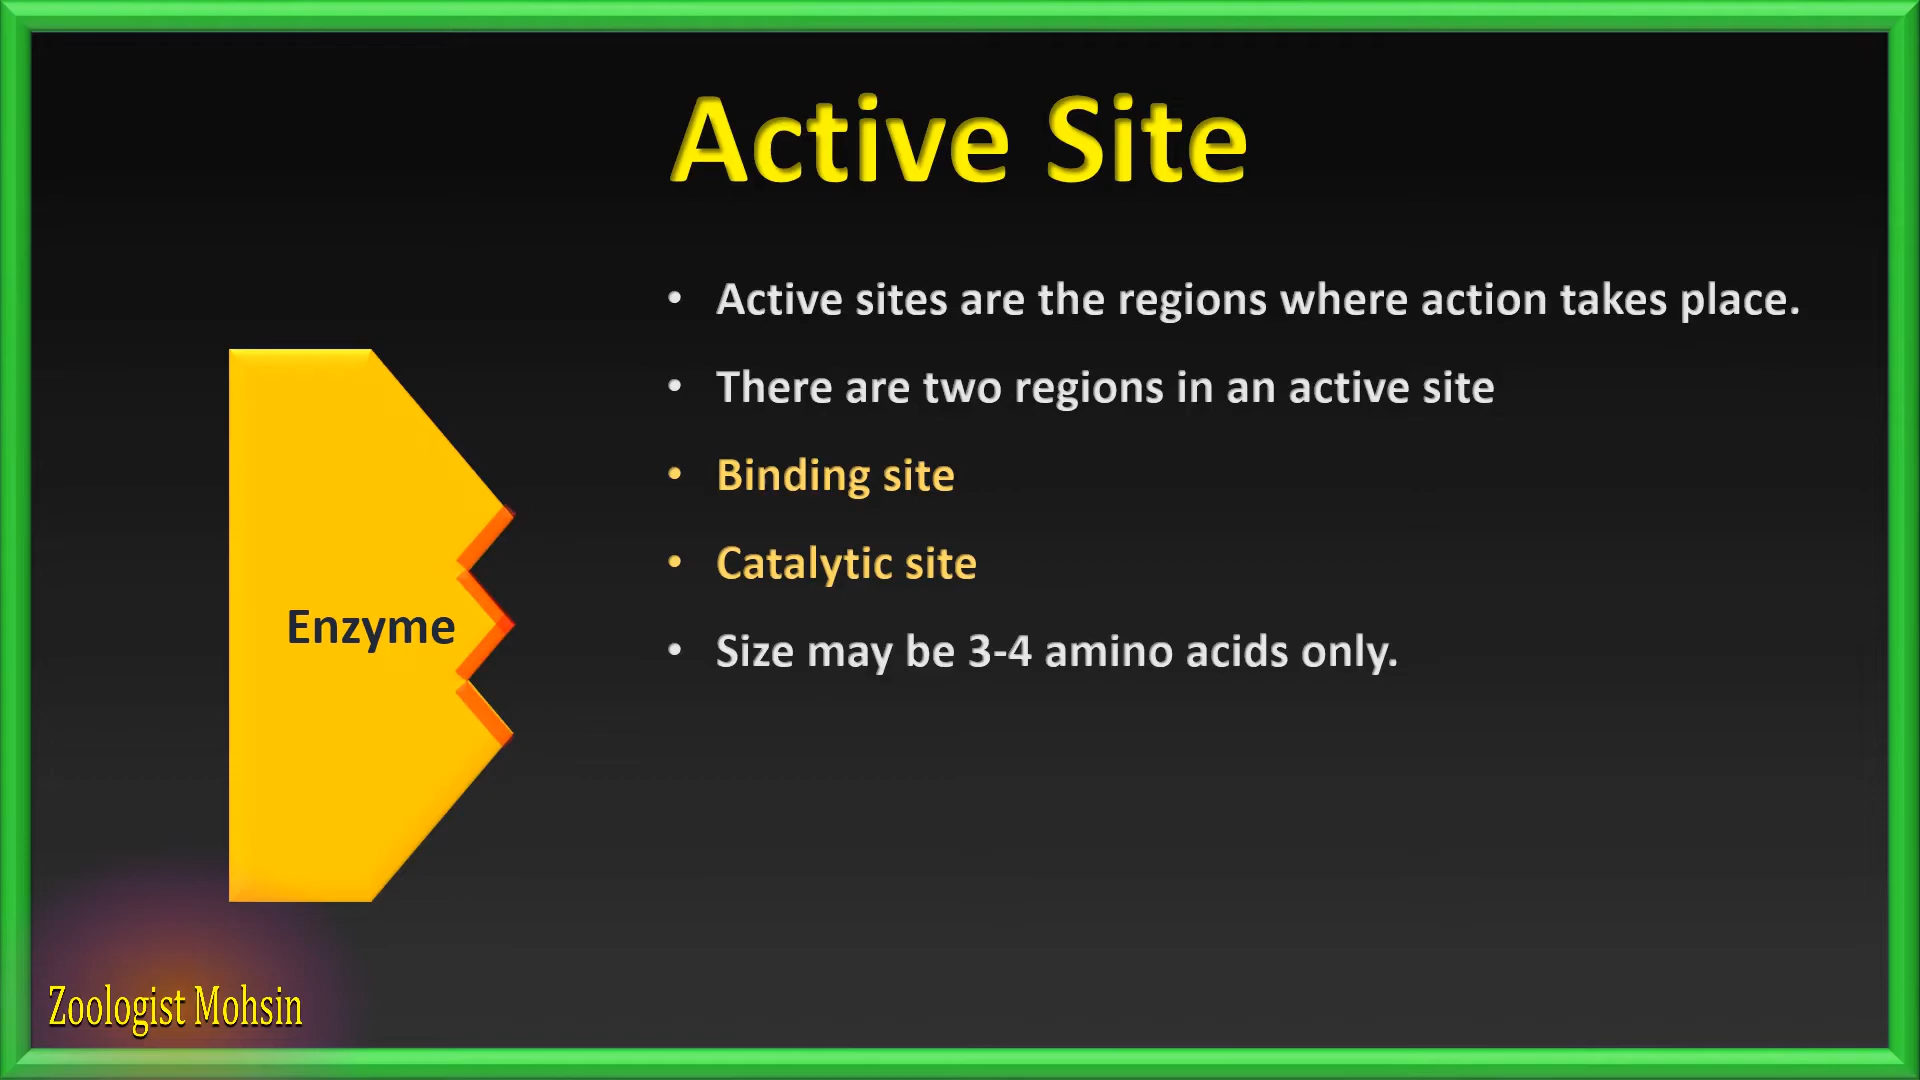 Active Site
• Active sites are the regions where action takes place.
• There are two regions in an active site
• Binding site
• Catalytic site
• Size may be 3-4 amino acids only.
Enzyme
Zoologist Mohsin